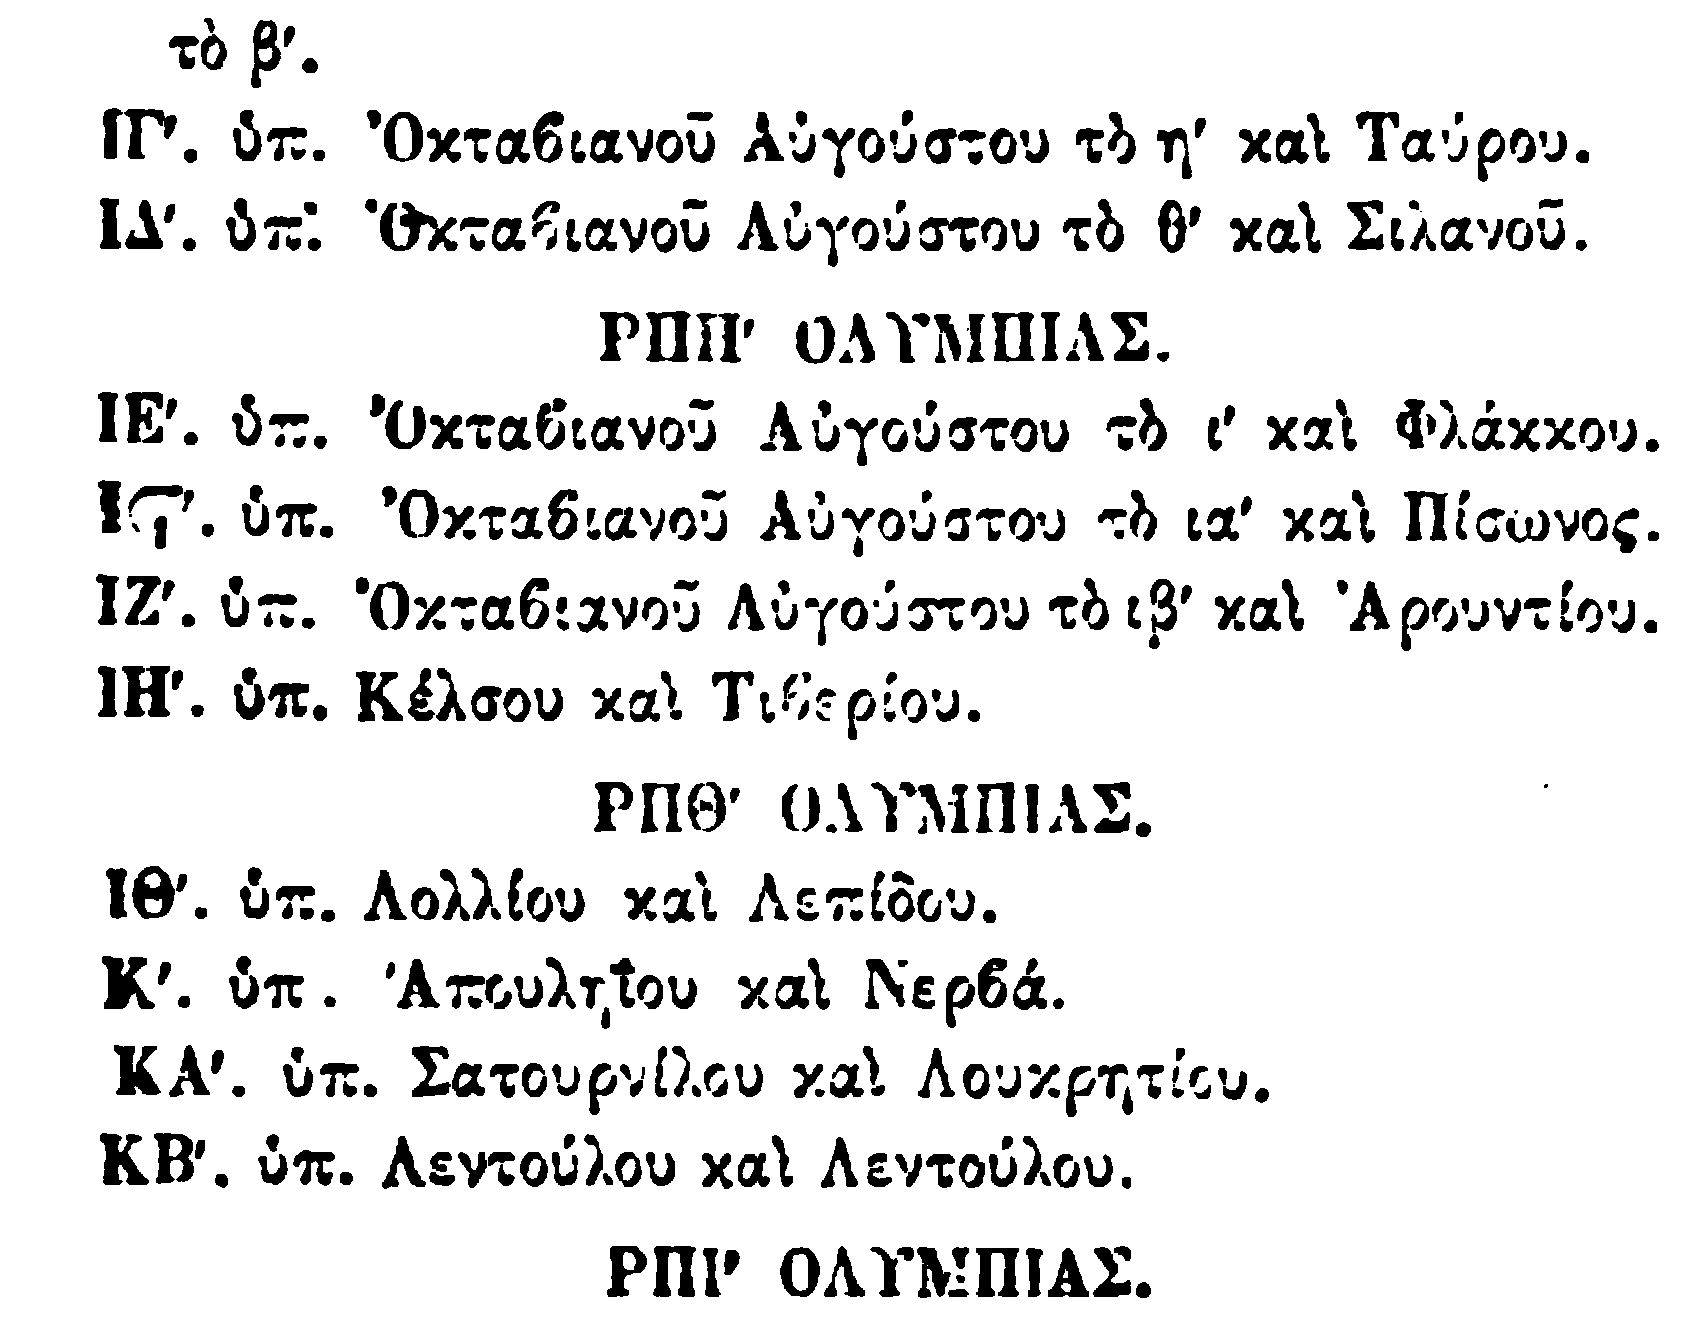 τὸ β′.
ΙΓ′. ὑπ. Ὀκταβιανοῦ Αὐγούστου τὸ η′ καὶ Ταύρου.
ΙΔ′. ὑπ. Ὀκταβιανοῦ Αὐγούστου τὸ θ′ καὶ Σιλανοῦ.
ΡΠΗ′ ΟΛΥΜΠΙΑΣ.
ΙΕ′. ὑπ. Ὀκταβιανοῦ Αὐγούστου τὸ ι′ καὶ Φλάκκου.
ΙϚ′. ὑπ. Ὀκταβιανοῦ Αὐγούστου τὸ ια′ καὶ Πίσωνος.
ΙΖ′. ὑπ. Ὀκταβιανοῦ Αὐγούστου τὸ ιβ′ καὶ Ἀρουντίου.
ΙΗ′. ὑπ. Κέλσου καὶ Τιβερίου.
ΡΠΘ′ ΟΛΥΜΠΙΑΣ.
ΙΘ′. ὑπ. Λολλίου καὶ Λεπίδου.
Κ′. ὑπ. Ἀπουληΐου καὶ Νερβά.
ΚΑ′. ὑπ. Σατουρνίλου καὶ Λουκρητίου.
ΚΒ′. ὑπ. Λεντούλου καὶ Λεντούλου.
ΡΠΙ′ ΟΛΥΜΠΙΑΣ.